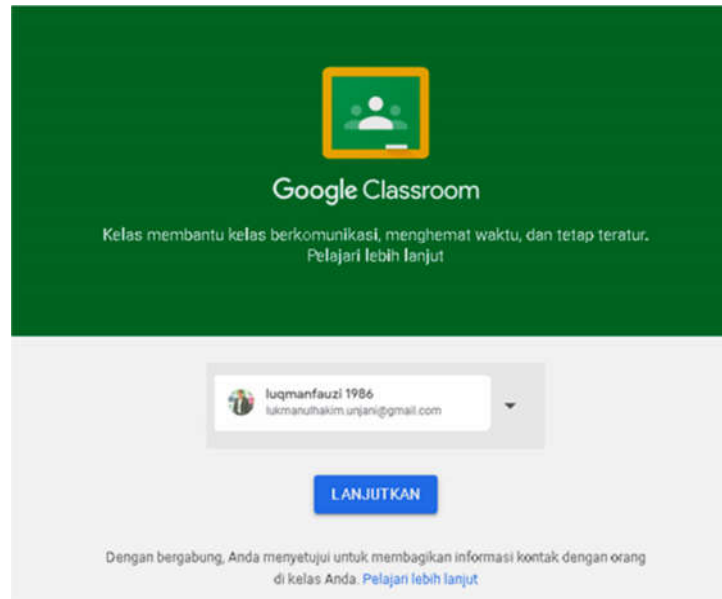 Google Classroom
Kelas membantu kelas berkomunikasi, menghemat waktu, dan tetap teratur.
Pelajari lebih lanjut
luqmanfauzi 1986
lukmanulhakim.unjani@gmail.com
LANJUTKAN
Dengan bergabung, Anda menyetujui untuk membagikan informasi kontak dengan orang
di kelas Anda. Pelajari lebih lanjut